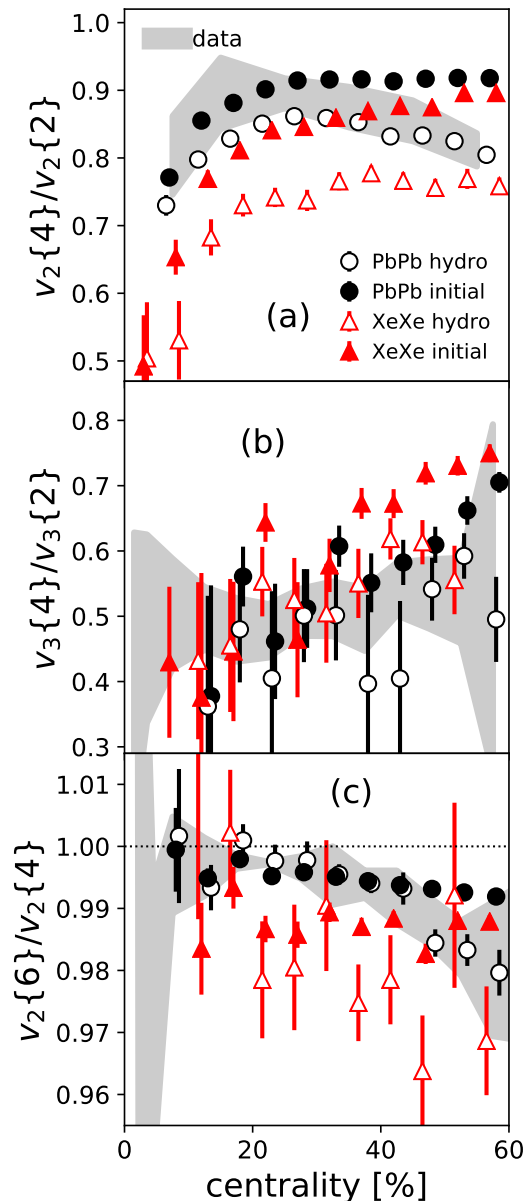 1.0
data
0.9
0.8
0.7
0.6
0.5
v₂{4}/v₂{2}
PbPb hydro
PbPb initial
XeXe hydro
XeXe initial
(a)
0.8
0.7
0.6
0.5
0.4
0.3
v₃{4}/v₃{2}
(b)
1.01
1.00
0.99
0.98
0.97
0.96
v₂{6}/v₂{4}
(c)
0 20 40 60
centrality [%]